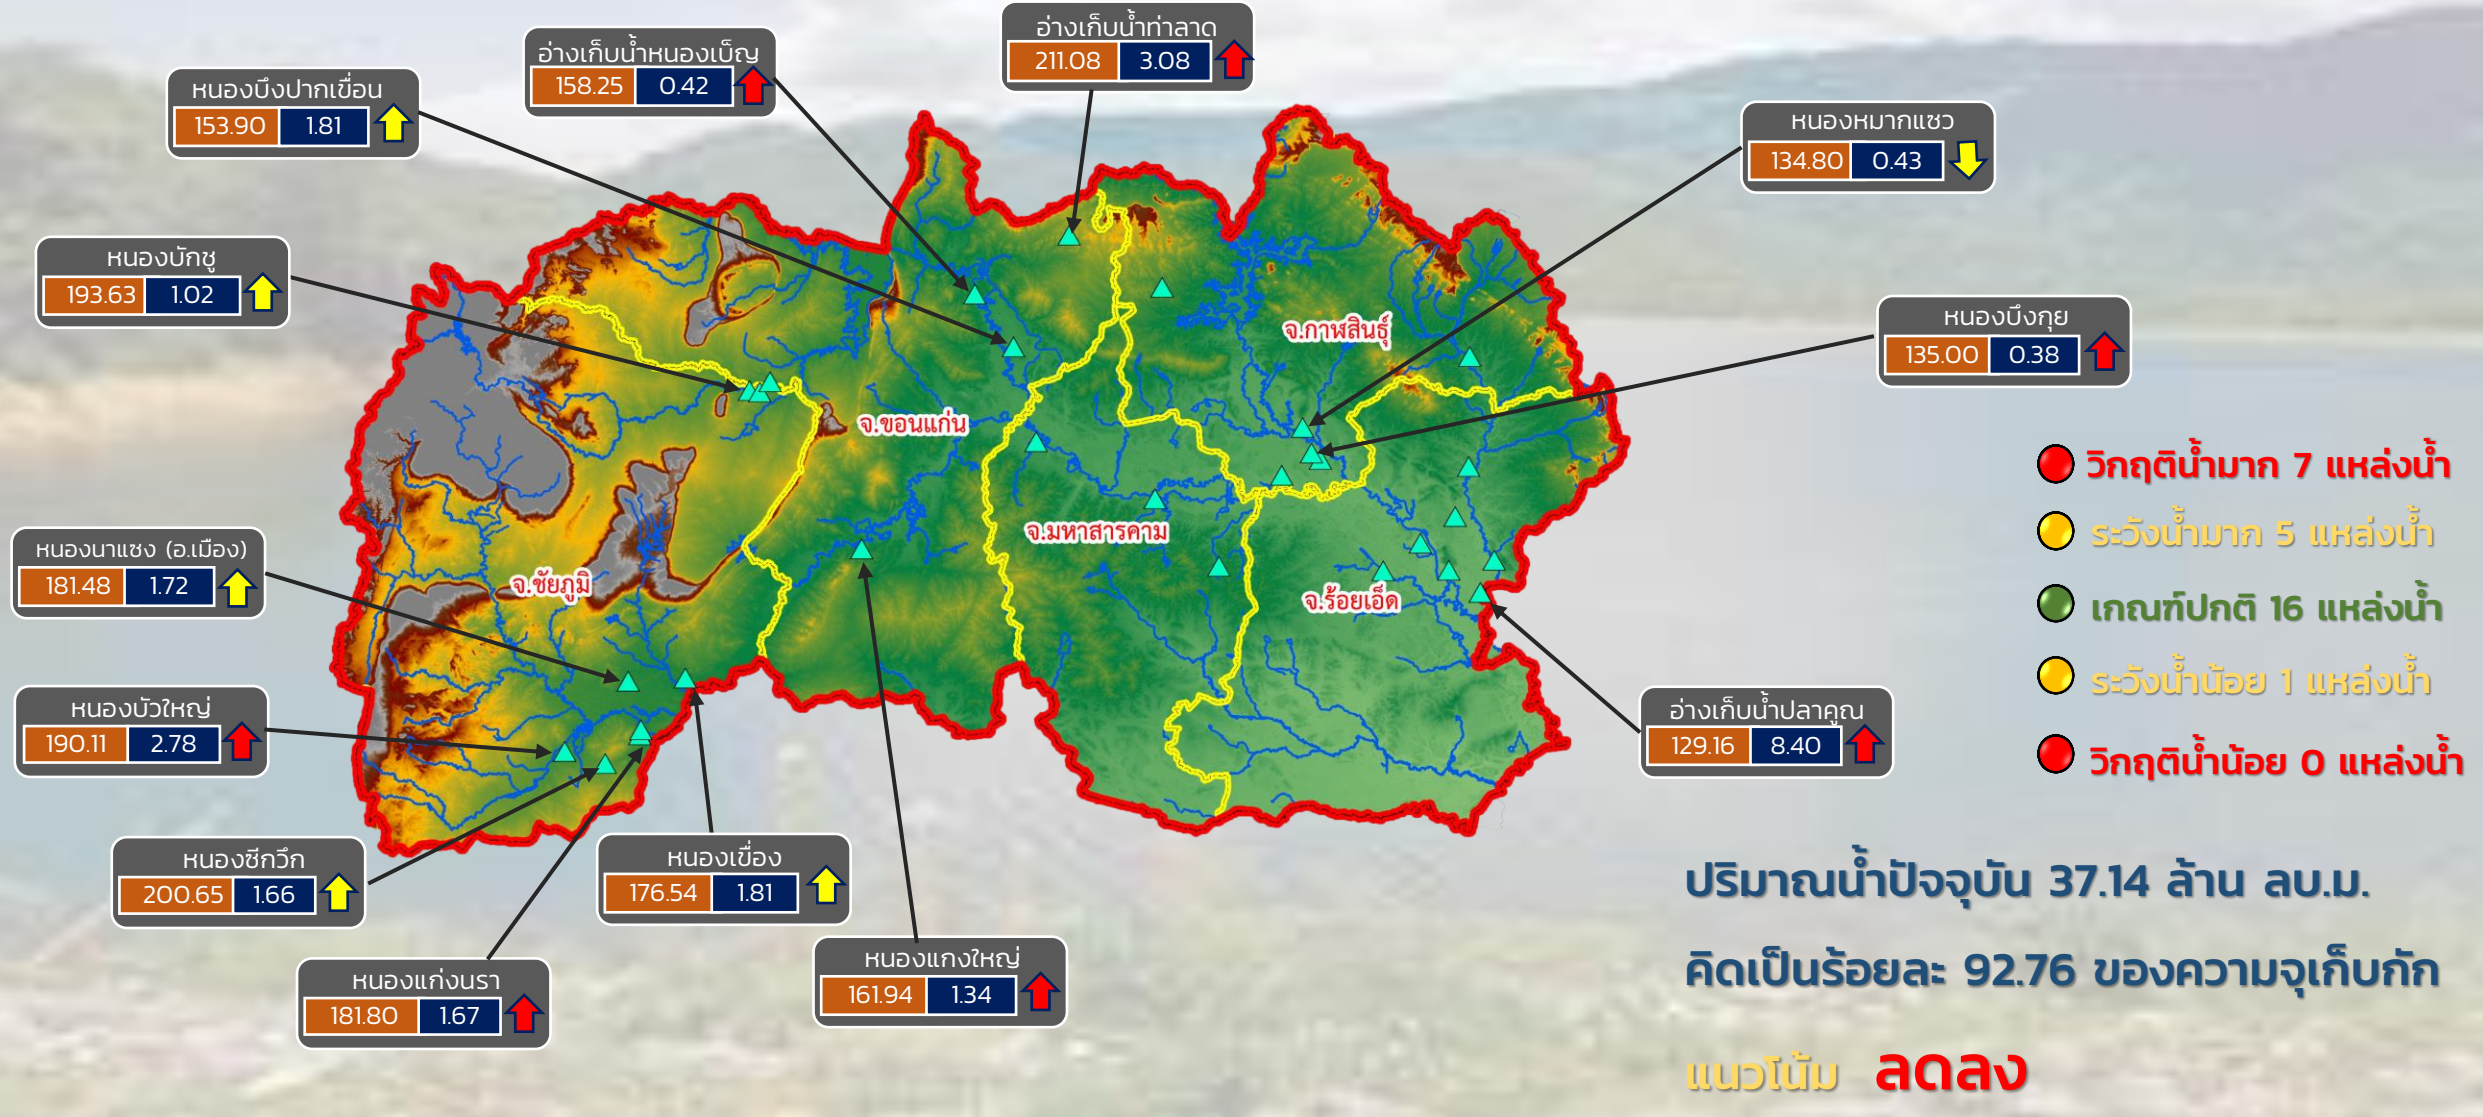 อ่างเก็บน้ำท่าลาด
211.08 3.08
อ่างเก็บน้ำหนองเบ็ญ
158.25 0.42
หนองบึงปากเขื่อน
153.90 1.81
หนองหมากแซว
134.80 0.43
หนองบักชู
193.63 1.02
หนองบึงกุย
135.00 0.38
จ.กาฬสินธุ์
จ.ขอนแก่น
จ.มหาสารคาม
จ.ชัยภูมิ
จ.ร้อยเอ็ด
หนองนาแซง (อ.เมือง)
181.48 1.72
หนองบัวใหญ่
190.11 2.78
หนองซึกวึก
200.65 1.66
หนองแก่งนรา
181.80 1.67
หนองเขื่อง
176.54 1.81
หนองแกงใหญ่
161.94 1.34
อ่างเก็บน้ำปลาคูณ
129.16 8.40
วิกฤติน้ำมาก 7 แหล่งน้ำ
ระวังน้ำมาก 5 แหล่งน้ำ
เกณฑ์ปกติ 16 แหล่งน้ำ
ระวังน้ำน้อย 1 แหล่งน้ำ
วิกฤติน้ำน้อย 0 แหล่งน้ำ
ปริมาณน้ำปัจจุบัน 37.14 ล้าน ลบ.ม.
คิดเป็นร้อยละ 92.76 ของความจุเก็บกัก
แนวโน้ม ลดลง